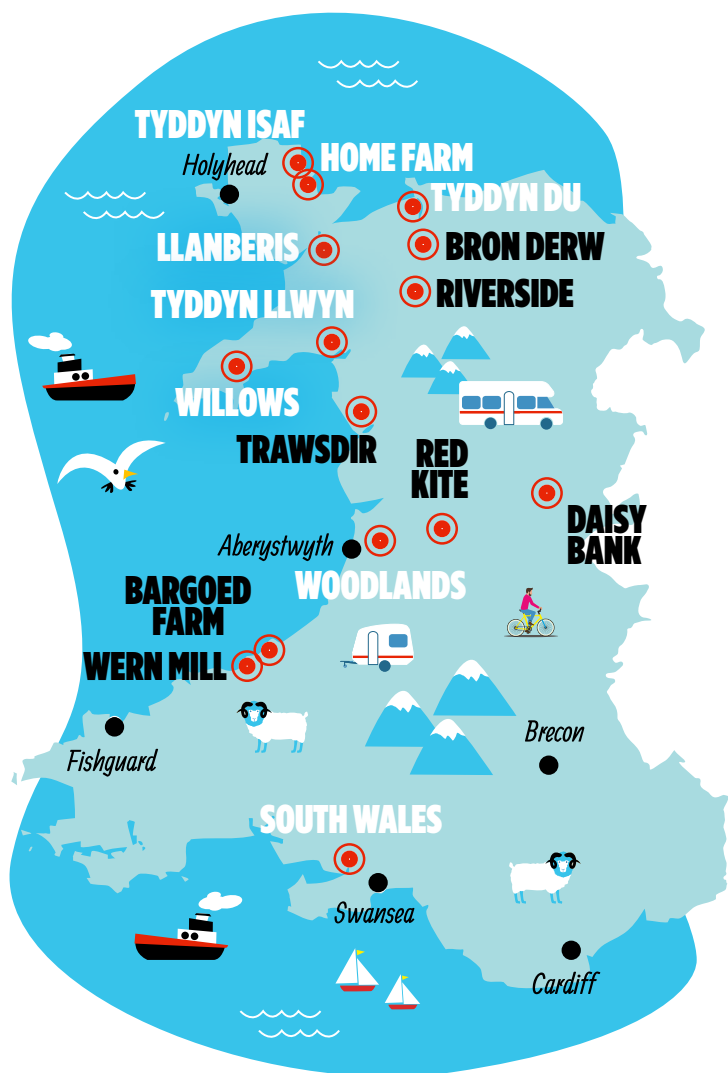 TYDDYN ISAF
Holyhead
HOME FARM
TYDDYN DU
LLANBERIS
BRON DERW
RIVERSIDE
TYDDYN LLWYN
WILLOWS
TRAWSDIR
RED
KITE
DAISY
BANK
Aberystwyth
WOODLANDS
BARGOED
FARM
WERN MILL
Fishguard
Brecon
SOUTH WALES
Swansea
Cardiff